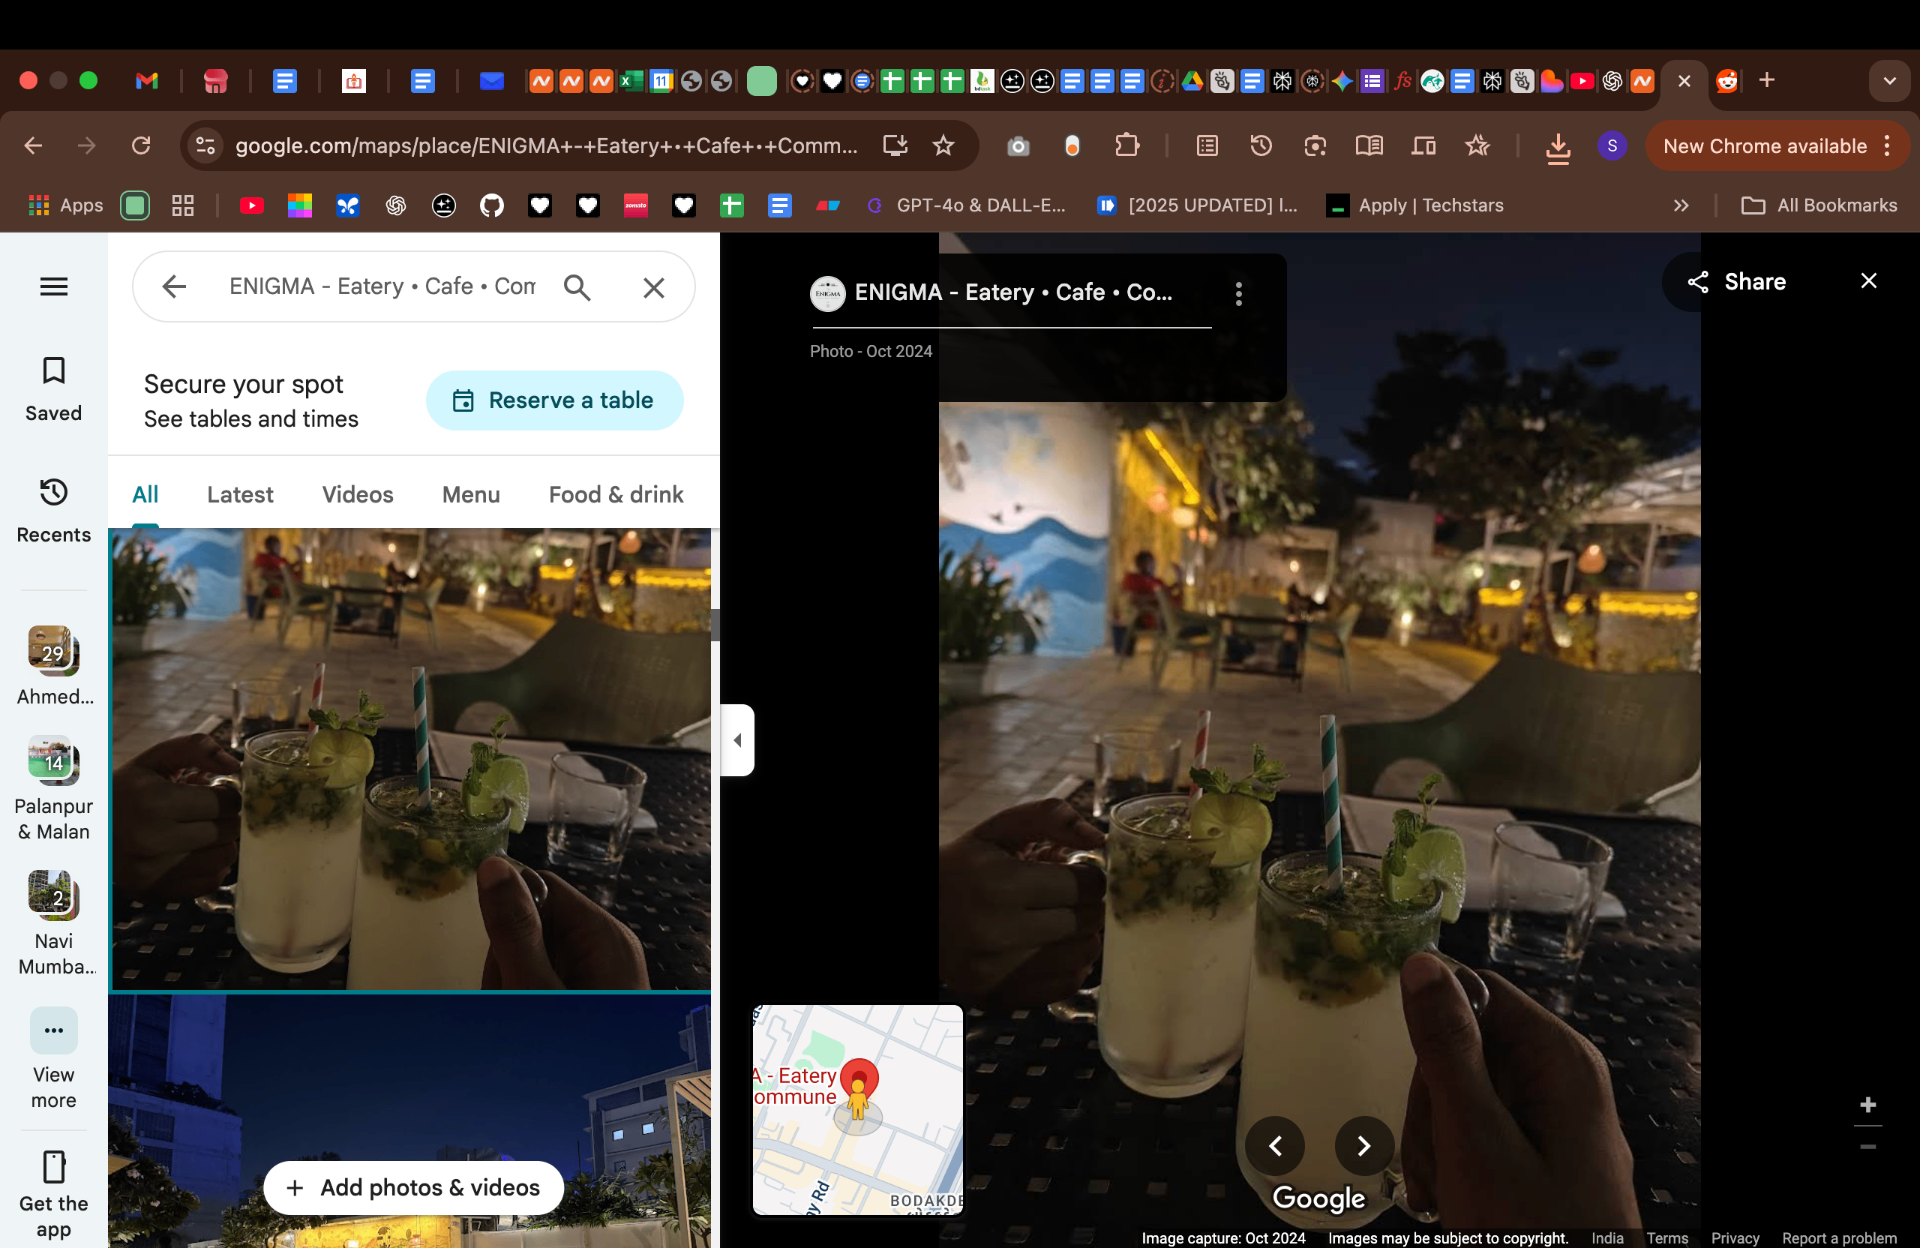 11
google.com/maps/place/ENIGMA+-+Eatery+•+Cafe+•+Comm...
S
New Chrome available
Apps
zomato
GPT-4o & DALL-E...
[2025 UPDATED] I...
Apply | Techstars
All Bookmarks
Saved
Recents
29
Ahmed...
14
Palanpur
& Malan
2
Navi
Mumba...
View
more
Get the
app
ENIGMA - Eatery • Cafe • Com
Secure your spot
See tables and times
Reserve a table
All
Latest
Videos
Menu
Food & drink
Add photos & videos
ENIGMA
ENIGMA - Eatery • Cafe • Co...
Photo - Oct 2024
Share
A - Eatery
ommune
ny Rd
BODAKDE
Google
Image capture: Oct 2024
Images may be subject to copyright.
India
Terms
Privacy
Report a problem